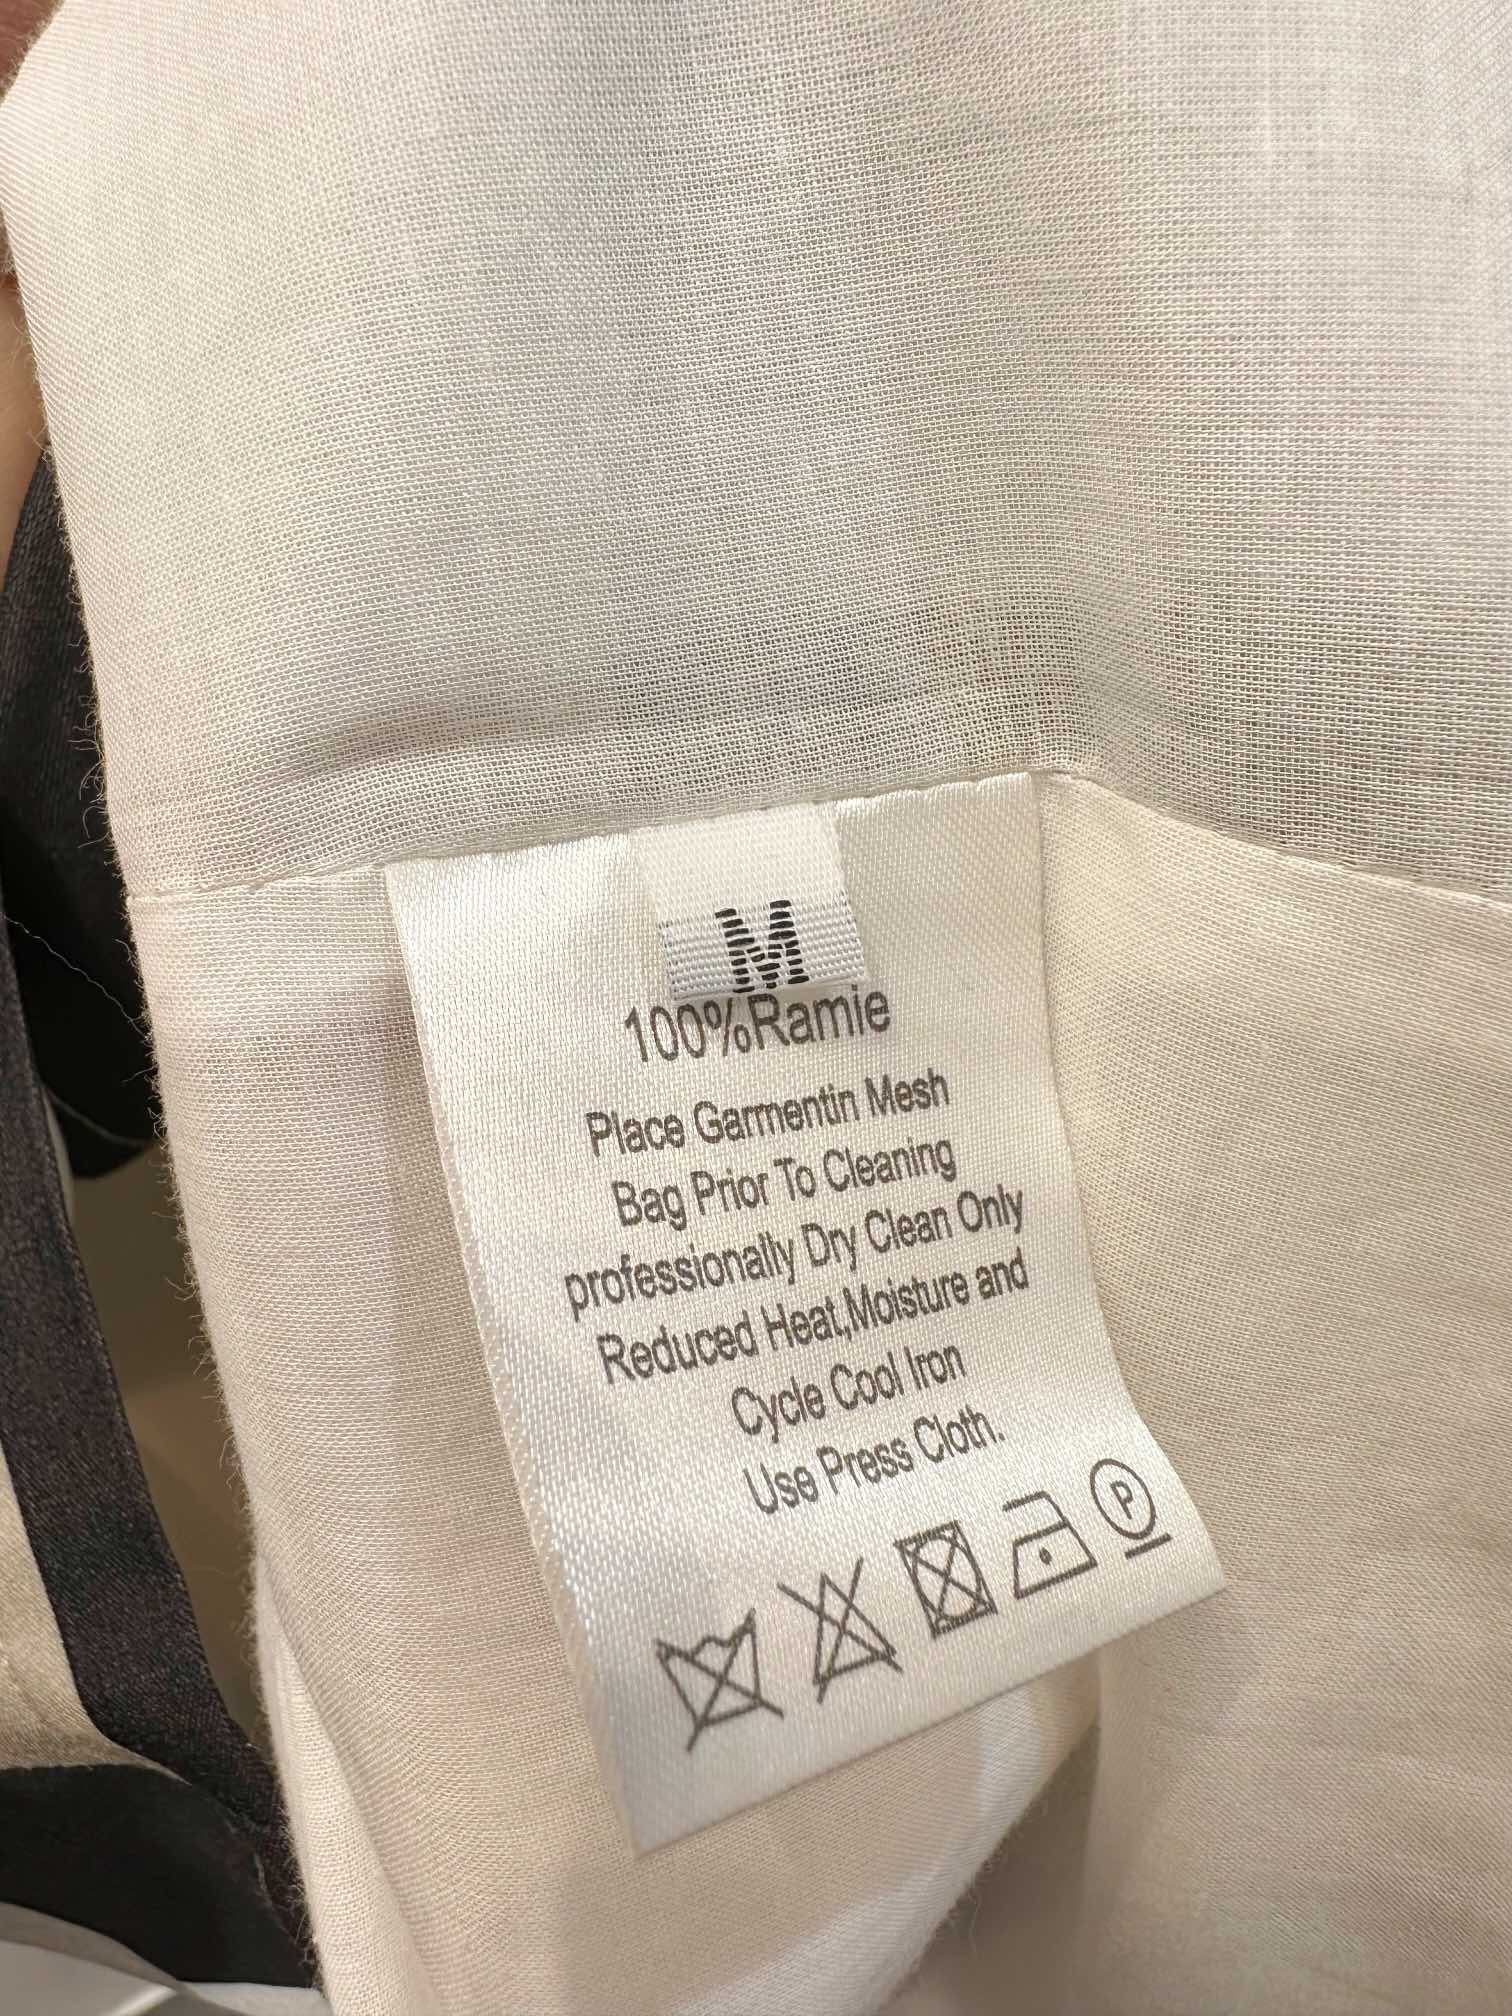 M
100%Ramie
Place Garmentin Mesh
Bag Prior To Cleaning
professionally Dry Clean Only
Reduced Heat,Moisture and
Cycle Cool Iron
Use Press Cloth.
P